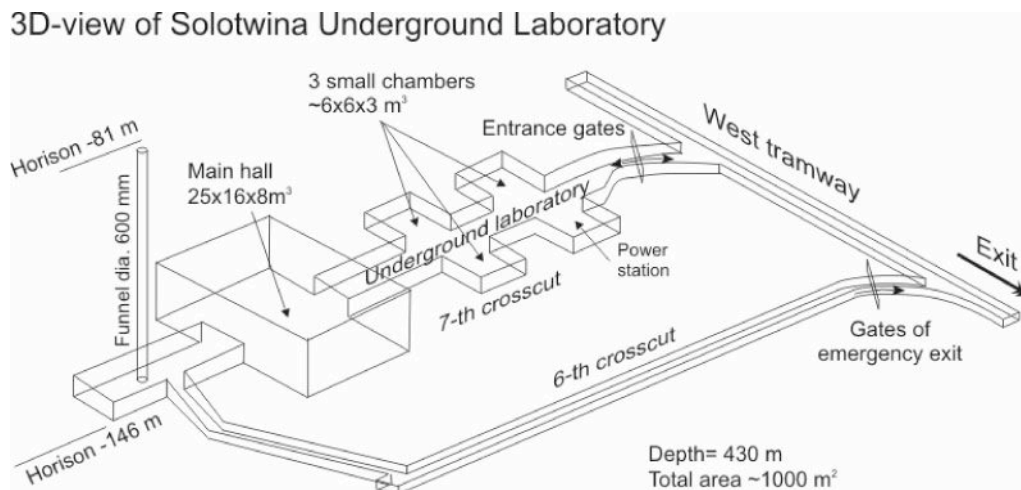 3D-view of Solotwina Underground Laboratory
3 small chambers
~6x6x3 m³
Entrance gates
West tramway
Horison -81 m
Main hall
25x16x8m³
Funnel dia. 600 mm
Underground laboratory
Power
station
Exit
7-th crosscut
6-th crosscut
Gates of
emergency exit
Horison -146 m
Depth= 430 m
Total area ~1000 m²